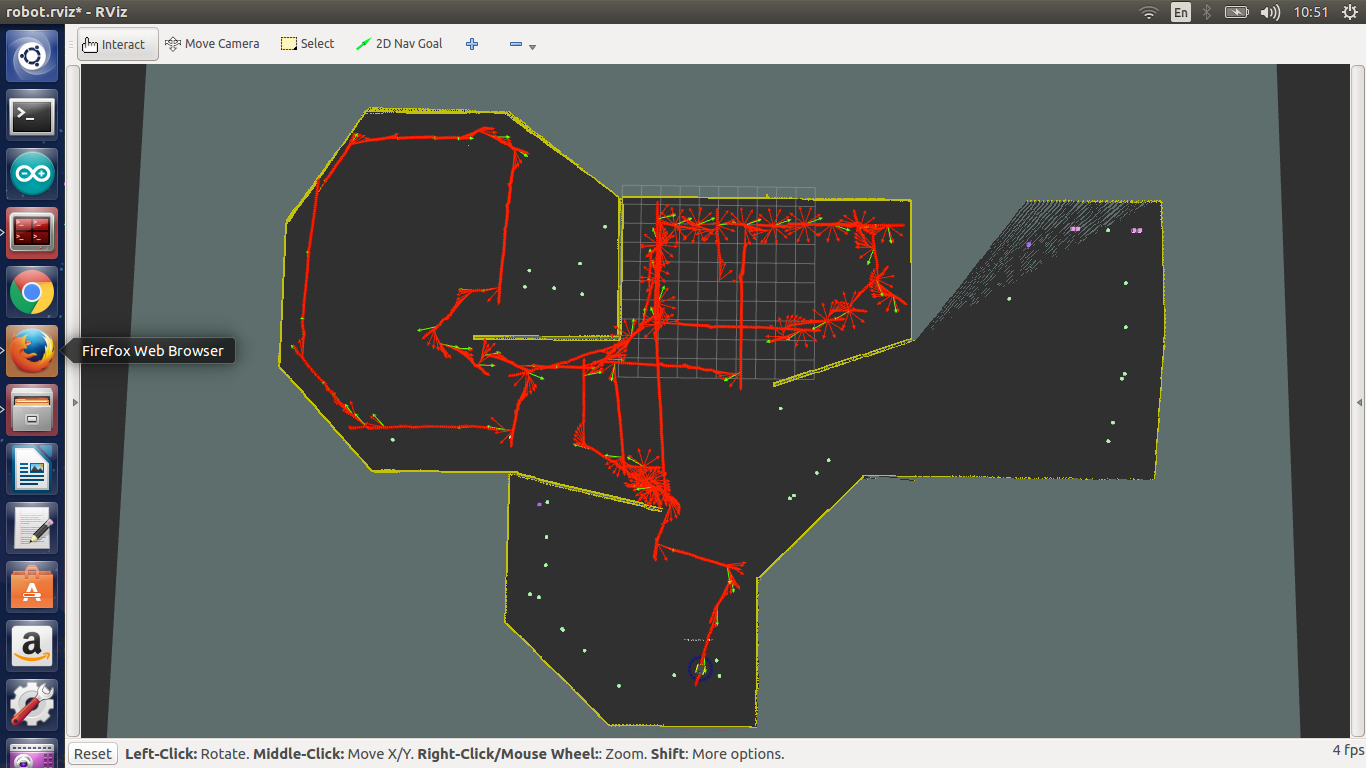 robot.rviz* - RViz
En
10:51
Interact
Move Camera
Select
2D Nav Goal
Firefox Web Browser
Reset
Left-Click: Rotate. Middle-Click: Move X/Y. Right-Click/Mouse Wheel:: Zoom. Shift: More options.
4 fps